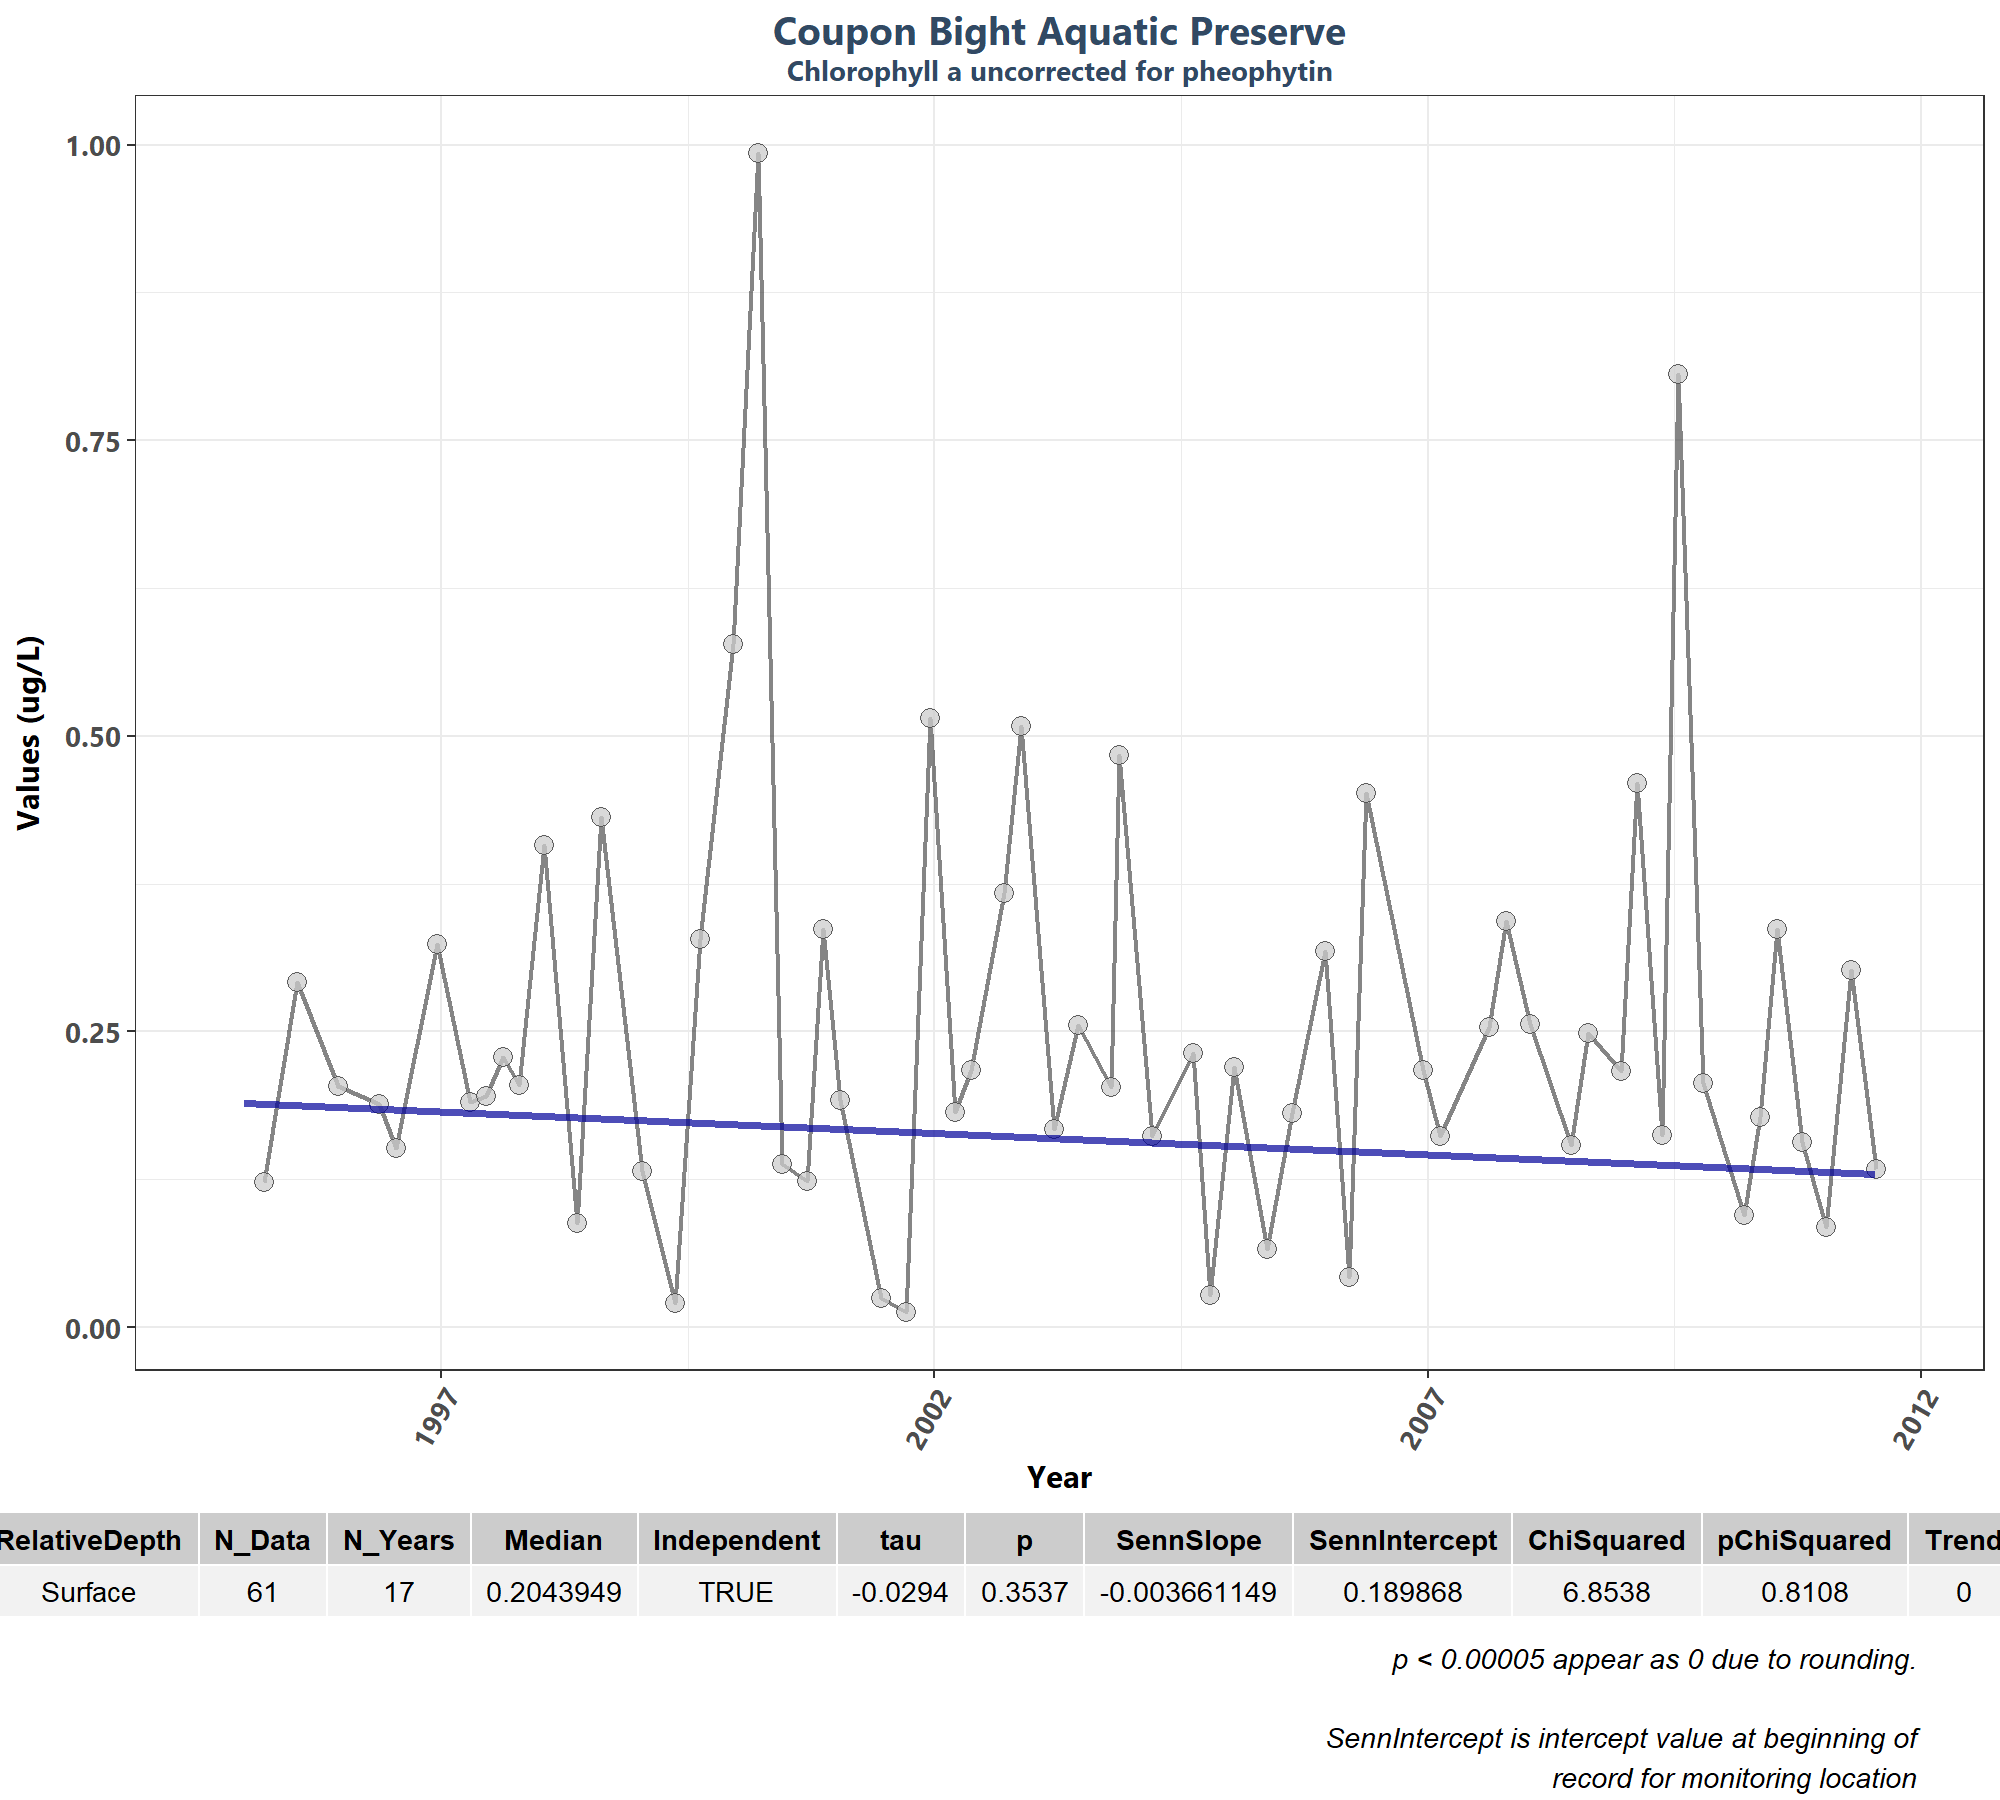 Coupon Bight Aquatic Preserve
Chlorophyll a uncorrected for pheophytin
1.00
0.75
0.50
0.25
0.00
Values (ug/L)
1997 2002 2007 2012
Year
RelativeDepth N_Data N_Years Median Independent tau p SennSlope SennIntercept ChiSquared pChiSquared Trend
Surface 61 17 0.2043949 TRUE -0.0294 0.3537 -0.003661149 0.189868 6.8538 0.8108 0
p < 0.00005 appear as 0 due to rounding.
SennIntercept is intercept value at beginning of
record for monitoring location